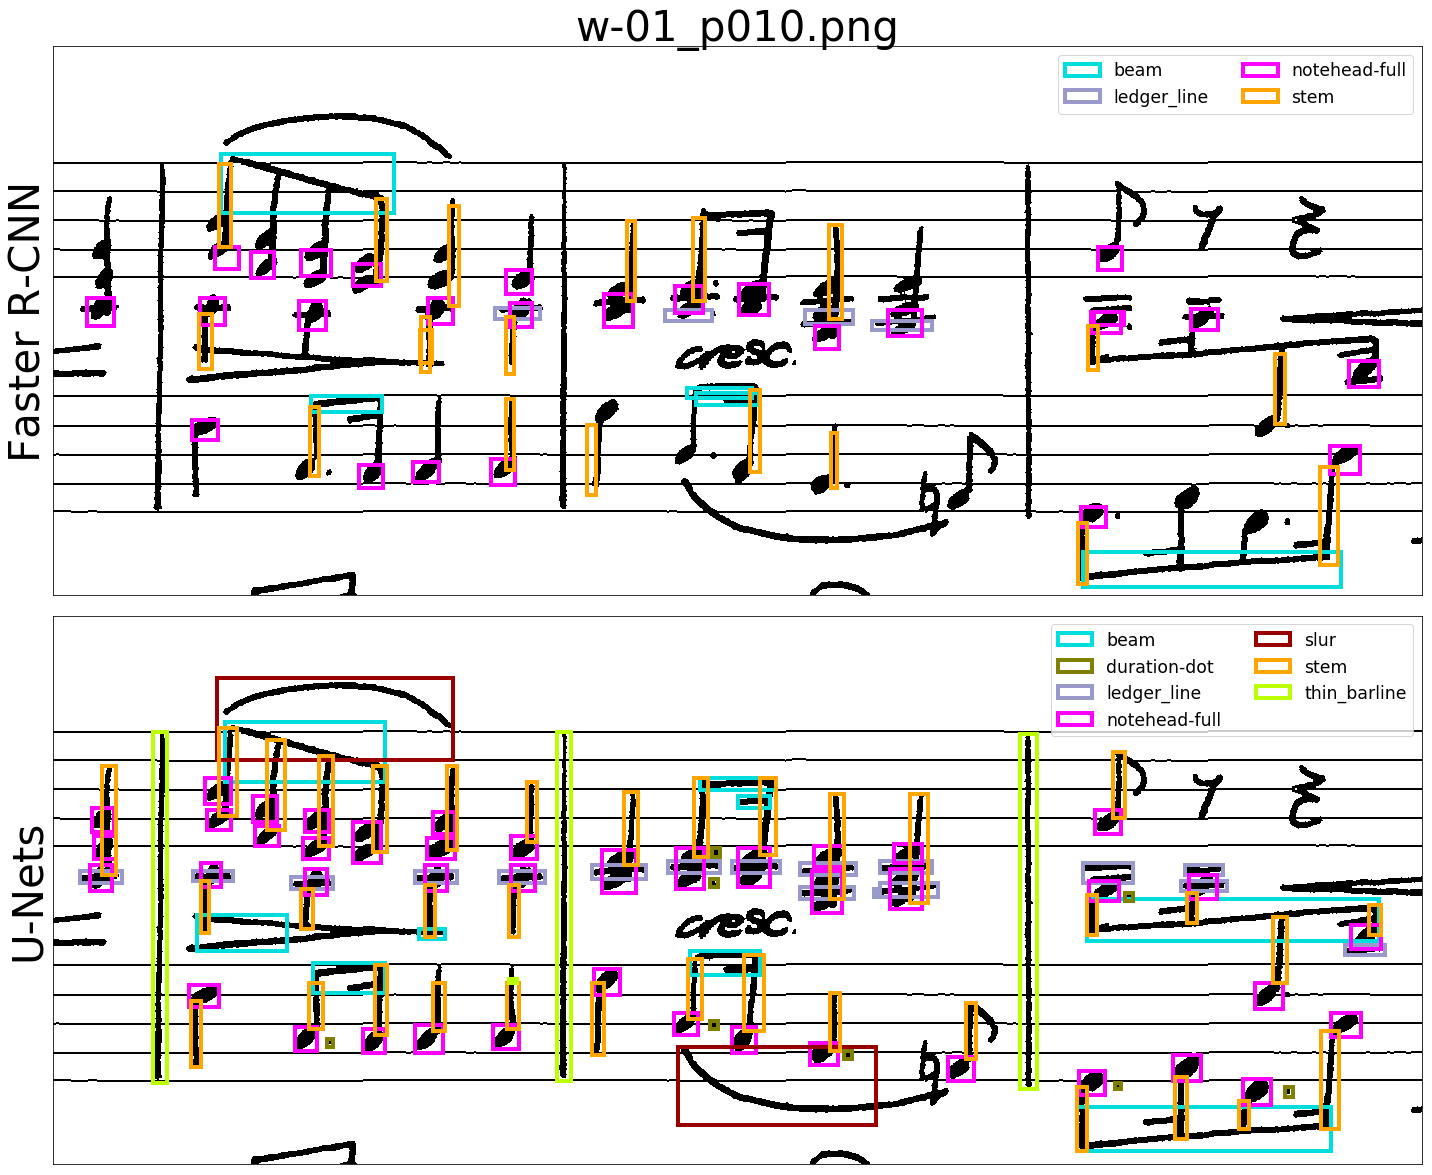 w-01_p010.png
Faster R-CNN
beam
ledger_line
notehead-full
stem
cresc.
U-Nets
beam
duration-dot
ledger_line
notehead-full
slur
stem
thin_barline
cresc.